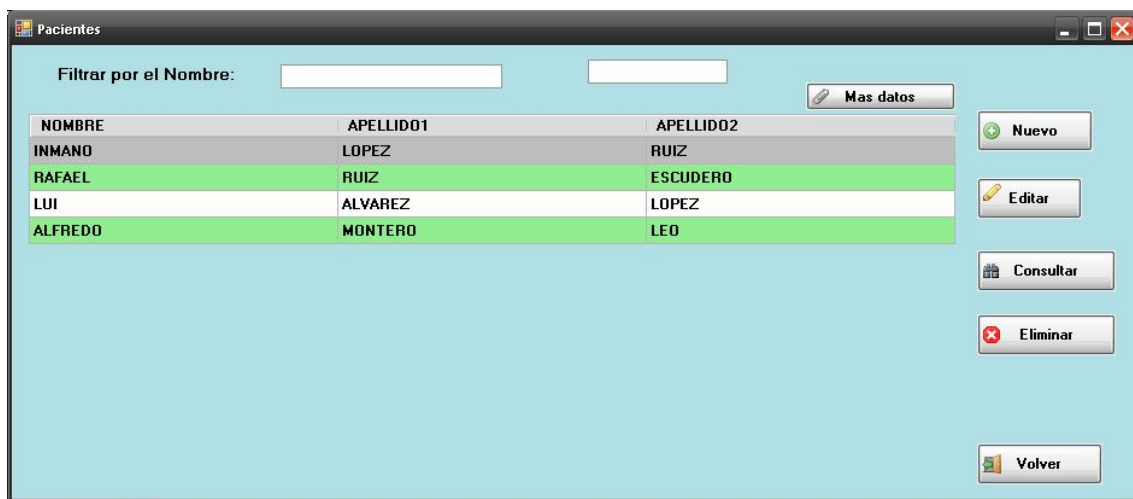 Pacientes
Filtrar por el Nombre:
Mas datos
NOMBRE APELLIDO1 APELLIDO2
INMANO LOPEZ RUIZ
RAFAEL RUIZ ESCUDERO
LUI ALVAREZ LOPEZ
ALFREDO MONTERO LEO
Nuevo
Editar
Consultar
Eliminar
Volver